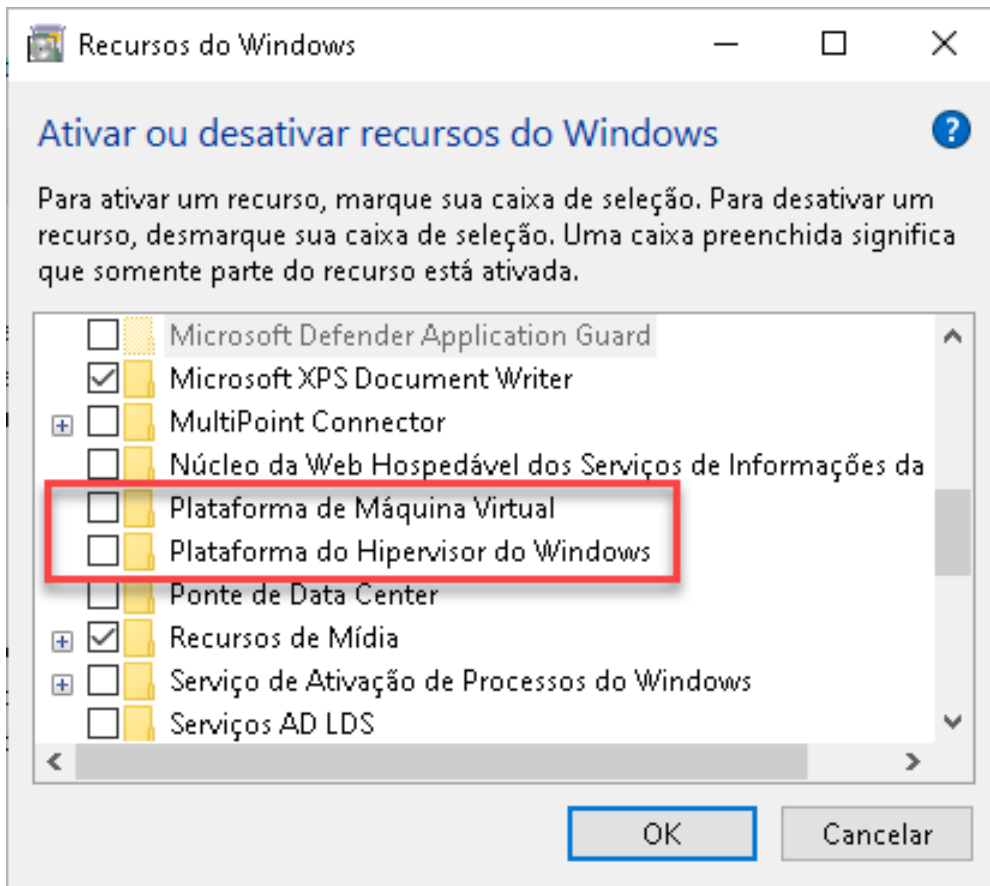 Recursos do Windows
Ativar ou desativar recursos do Windows
?
Para ativar um recurso, marque sua caixa de seleção. Para desativar um
recurso, desmarque sua caixa de seleção. Uma caixa preenchida significa
que somente parte do recurso está ativada.
Microsoft Defender Application Guard
Microsoft XPS Document Writer
MultiPoint Connector
Núcleo da Web Hospedável dos Serviços de Informações da
Plataforma de Máquina Virtual
Plataforma do Hipervisor do Windows
Ponte de Data Center
Recursos de Mídia
Serviço de Ativação de Processos do Windows
Serviços AD LDS
OK
Cancelar